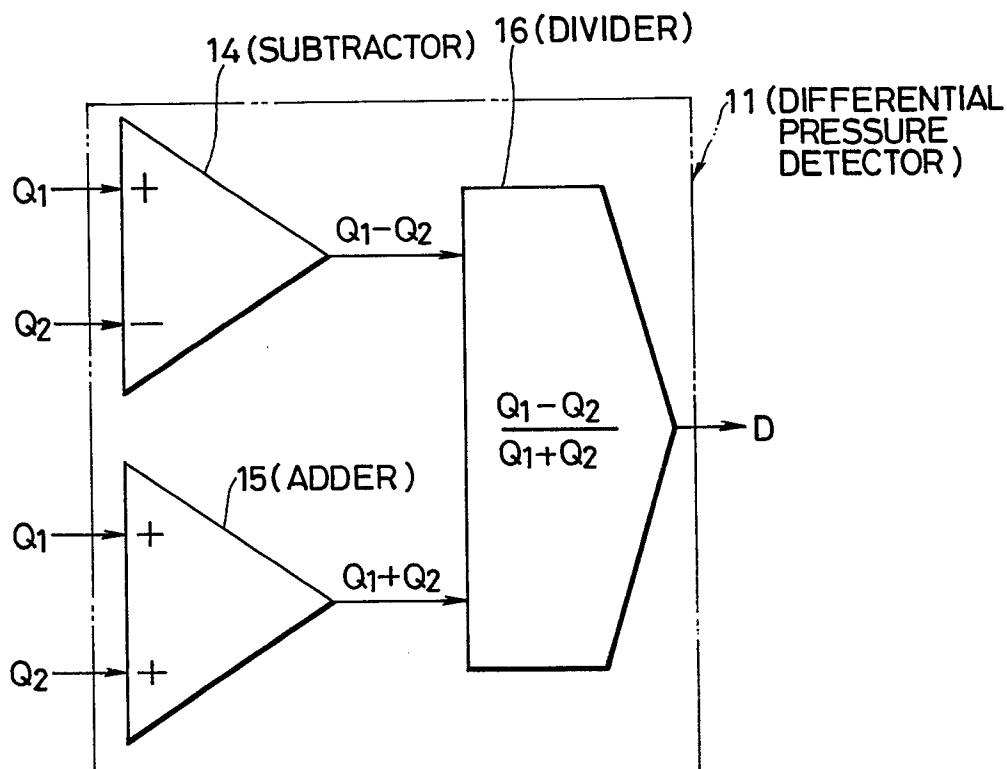 14(SUBTRACTOR)
16(DIVIDER)
11(DIFFERENTIAL
PRESSURE
DETECTOR)
Q1
+
Q2
−
Q1−Q2
Q1−Q2
Q1+Q2
D
15(ADDER)
Q1
+
Q2
+
Q1+Q2